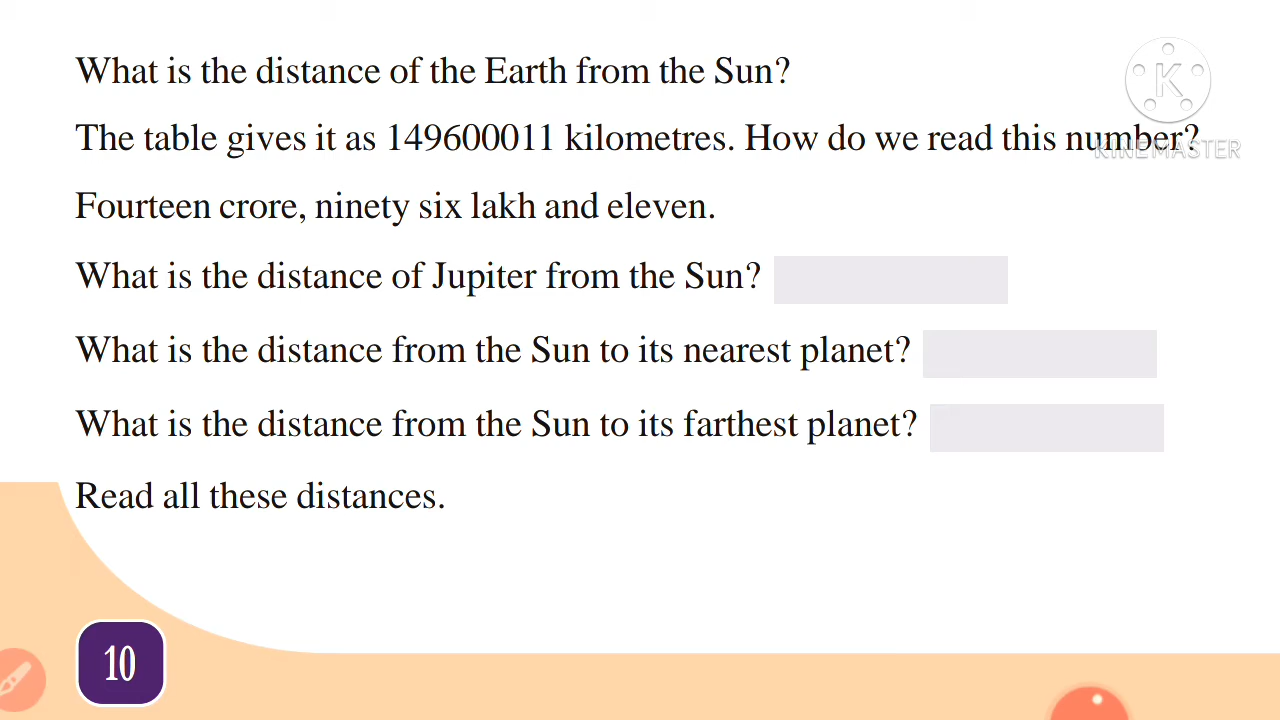 What is the distance of the Earth from the Sun?
The table gives it as 149600011 kilometres. How do we read this number?
K
KINEMASTER
Fourteen crore, ninety six lakh and eleven.
What is the distance of Jupiter from the Sun?
What is the distance from the Sun to its nearest planet?
What is the distance from the Sun to its farthest planet?
Read all these distances.
10